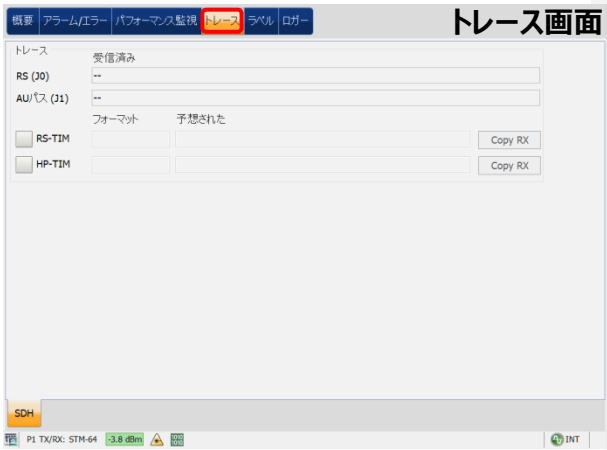 概要 アラーム/エラー パフォーマンス監視 トレース ラベル ロガー トレース画面
トレース
受信済み
RS (J0) --
AUパス (J1) --
フォーマット 予想された
RS-TIM Copy RX
HP-TIM Copy RX
SDH
P1 TX/RX: STM-64 -3.8 dBm INT